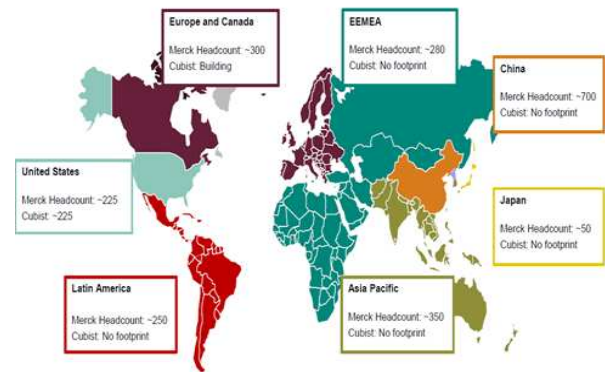 Europe and Canada
Merck Headcount: ~300
Cubist: Building
EEMEA
Merck Headcount: ~280
Cubist: No footprint
China
Merck Headcount: ~700
Cubist: No footprint
United States
Merck Headcount: ~225
Cubist: ~225
Japan
Merck Headcount: ~50
Cubist: No footprint
Latin America
Merck Headcount: ~250
Cubist: No footprint
Asia Pacific
Merck Headcount: ~350
Cubist: No footprint